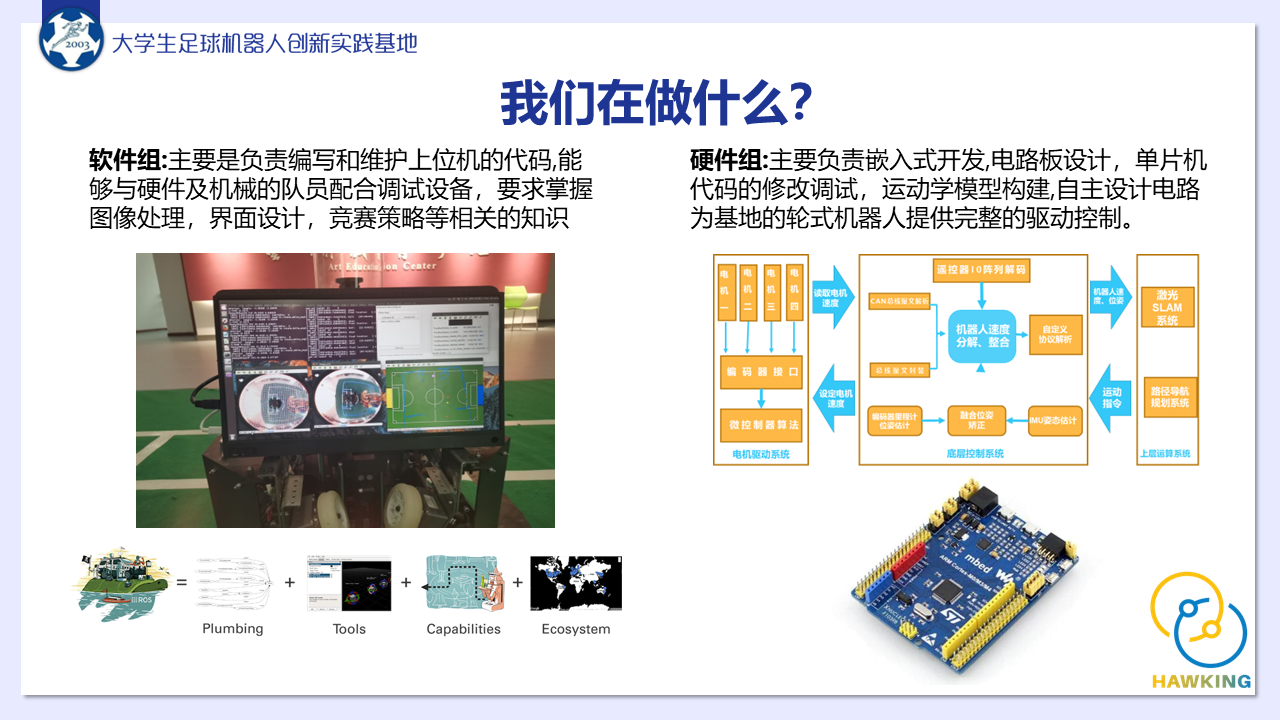 2003
大学生足球机器人创新实践基地
我们在做什么？
软件组:主要是负责编写和维护上位机的代码,能
够与硬件及机械的队员配合调试设备，要求掌握
图像处理，界面设计，竞赛策略等相关的知识
Art Education Center
III ROS
=
+
+
+
Plumbing
Tools
Capabilities
Ecosystem
硬件组:主要负责嵌入式开发,电路板设计，单片机
代码的修改调试，运动学模型构建,自主设计电路
为基地的轮式机器人提供完整的驱动控制。
电机一
电机二
电机三
电机四
编码器接口
微控制器算法
电机驱动系统
读取电机
速度
设定电机
速度
遥控器IO阵列解码
CAN总线报文解析
机器人速度
分解、整合
自定义
协议解析
总线报文列装
编码器里程计
位姿估计
融合位姿
矫正
IMU姿态估计
底层控制系统
机器人速
度、位姿
运动
指令
激光
SLAM
系统
路径导航
规划系统
上层运算系统
mbed
ST
HAWKING